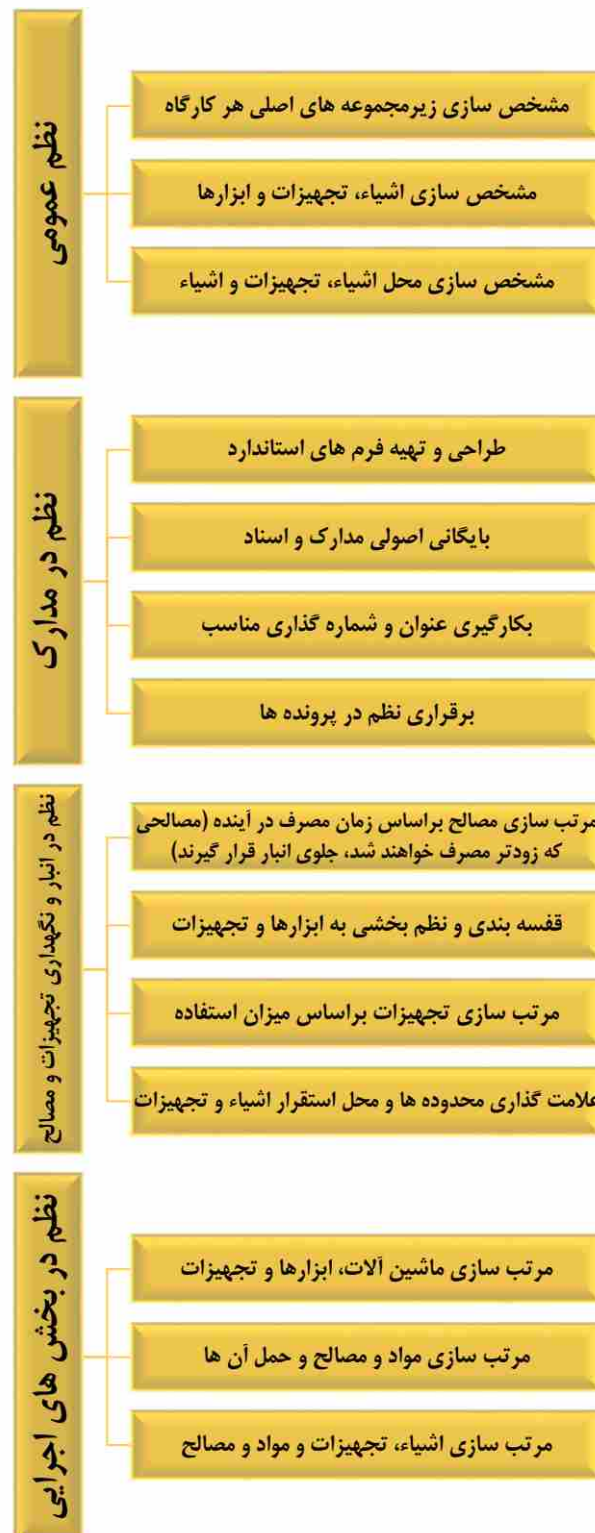 نظم عمومی
مشخص سازی زیرمجموعه های اصلی هر کارگاه
مشخص سازی اشیاء، تجهیزات و ابزارها
مشخص سازی محل اشیاء، تجهیزات و اشیاء
نظم در مدارک
طراحی و تهیه فرم های استاندارد
بایگانی اصولی مدارک و اسناد
بکارگیری عنوان و شماره گذاری مناسب
برقراری نظم در پرونده ها
نظم در انبار و نگهداری تجهیزات و مصالح
مرتب سازی مصالح براساس زمان مصرف در آینده (مصالحی
که زودتر مصرف خواهند شد، جلوی انبار قرار گیرند)
قفسه بندی و نظم بخشی به ابزارها و تجهیزات
مرتب سازی تجهیزات براساس میزان استفاده
علامت گذاری محدوده ها و محل استقرار اشیاء و تجهیزات
نظم در بخش های اجرایی
مرتب سازی ماشین آلات، ابزارها و تجهیزات
مرتب سازی مواد و مصالح و حمل آن ها
مرتب سازی اشیاء، تجهیزات و مواد و مصالح